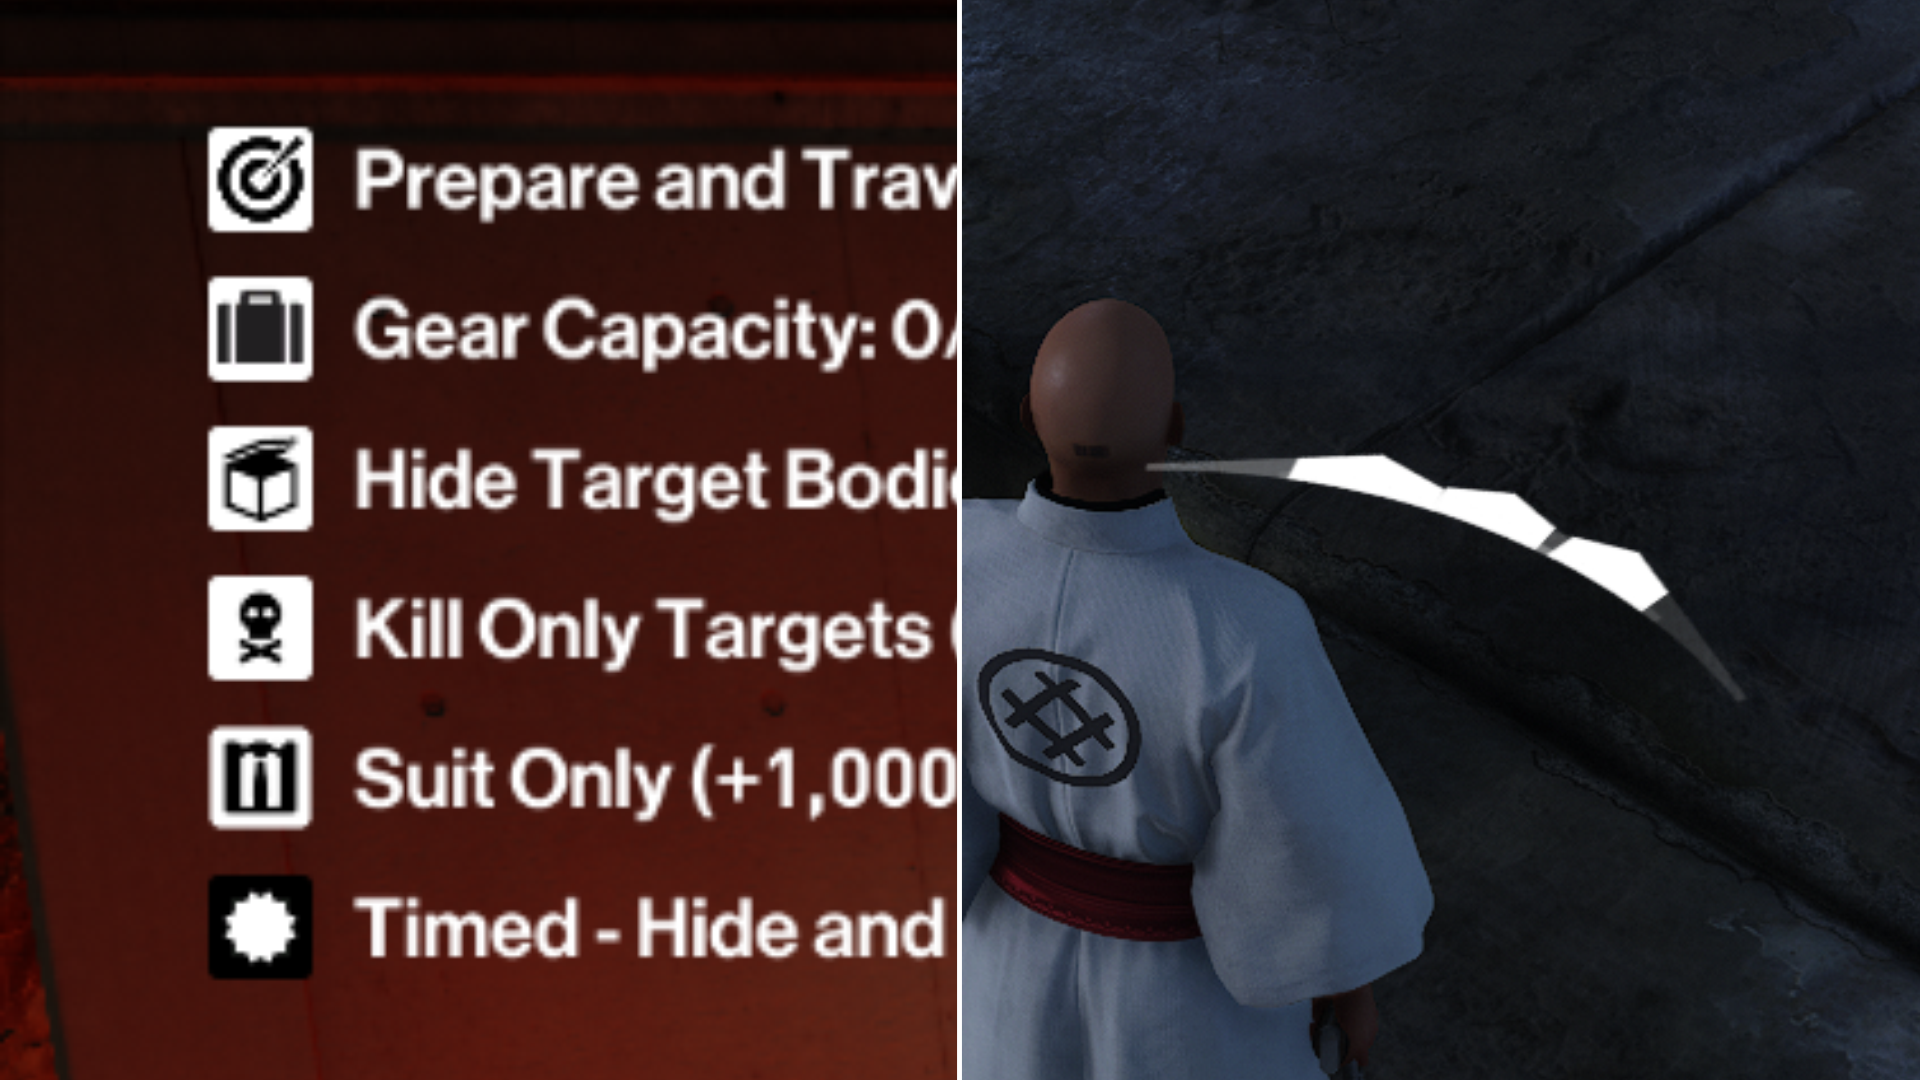 Prepare and Trav
Gear Capacity: 0/
Hide Target Bodi
Kill Only Targets (
Suit Only (+1,000
Timed - Hide and